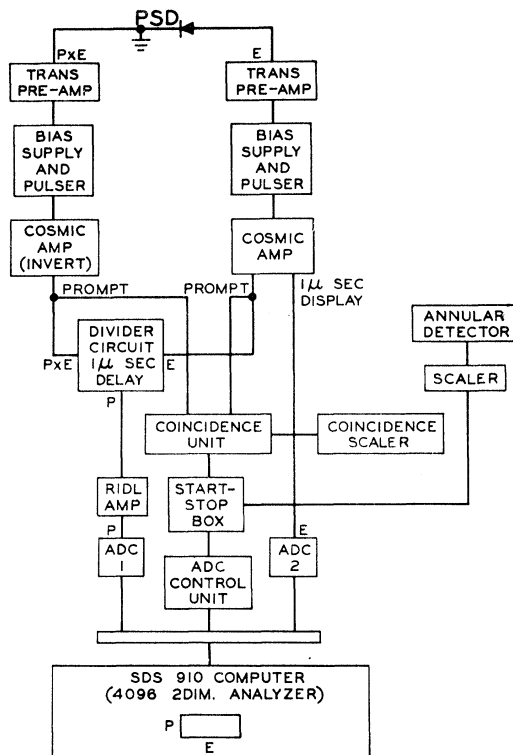 PSD
PxE
E
TRANS
PRE-AMP
TRANS
PRE-AMP
BIAS
SUPPLY
AND
PULSER
BIAS
SUPPLY
AND
PULSER
COSMIC
AMP
(INVERT)
COSMIC
AMP
PROMPT
PROMPT
1μ SEC
DISPLAY
ANNULAR
DETECTOR
SCALER
DIVIDER
CIRCUIT
1μ SEC
DELAY
PxE
E
P
COINCIDENCE
UNIT
COINCIDENCE
SCALER
RIDL
AMP
START-
STOP
BOX
P
E
ADC
1
ADC
CONTROL
UNIT
ADC
2
SDS 910 COMPUTER
(4096 2DIM. ANALYZER)
P
E